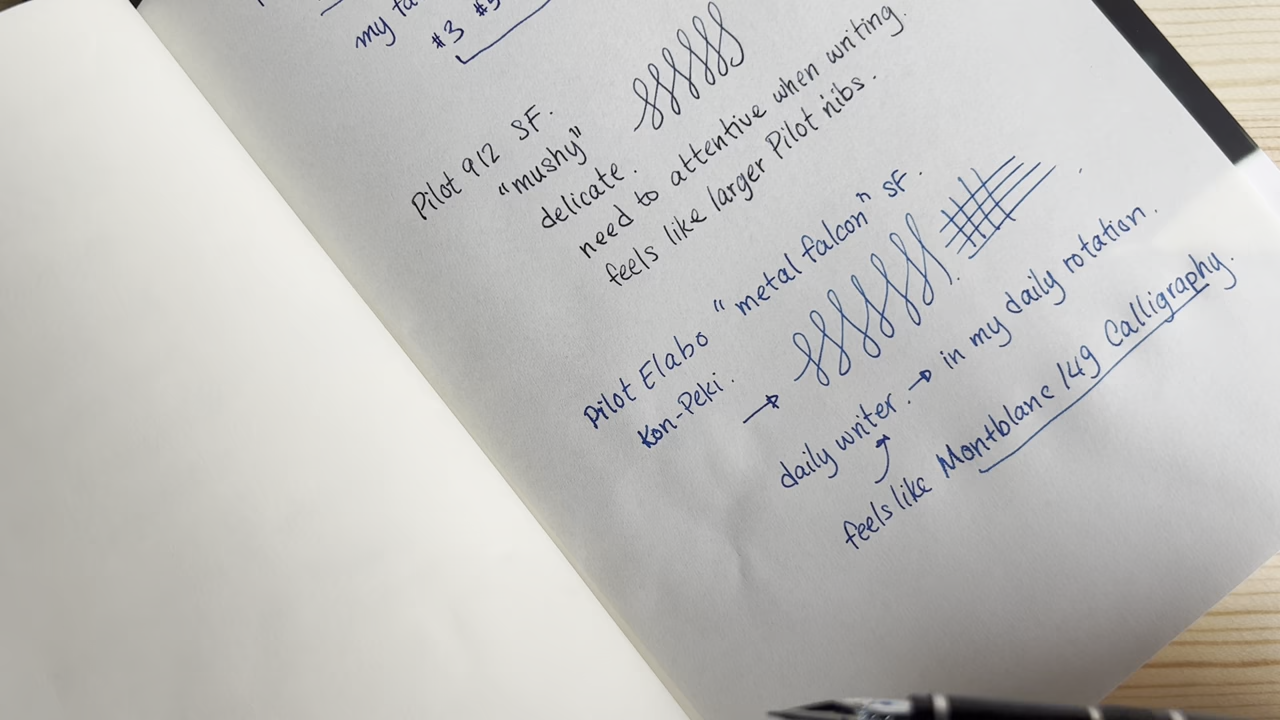 my
#3 #5
Pilot 912 SF.
"mushy"
delicate.
need to attentive when writing.
feels like larger Pilot nibs.
Pilot Elabo "metal falcon" SF.
Kon-Peki.
daily writer. → in my daily rotation.
feels like Montblanc 149 Calligraphy.